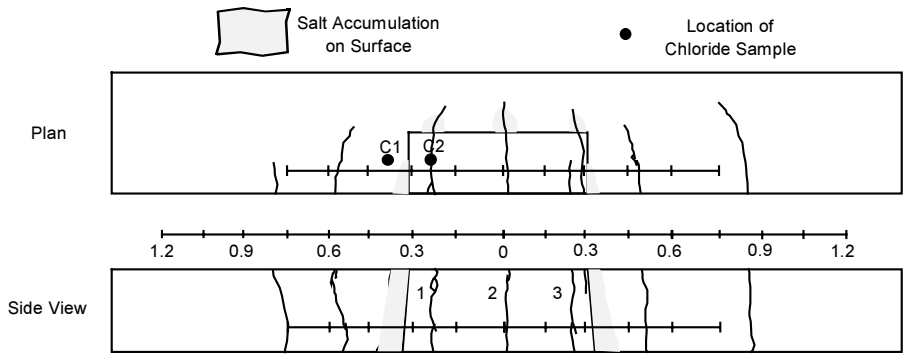 Salt Accumulation
on Surface
Location of
Chloride Sample
Plan
C1
C2
1.2 0.9 0.6 0.3 0 0.3 0.6 0.9 1.2
Side View
1 2 3